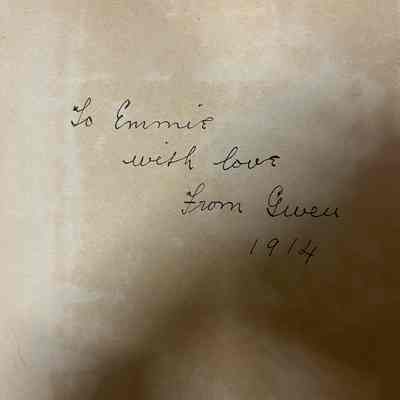 To Emmie
with love
From Gwen
1914